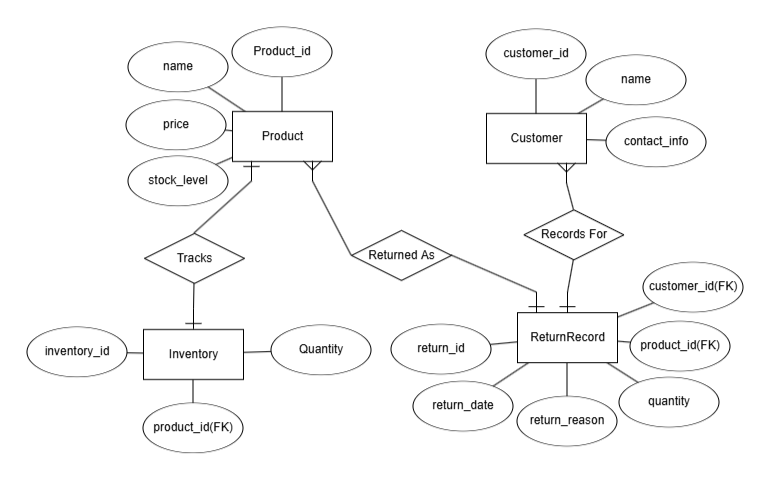 Product_id
customer_id
name
name
price
Product
Customer
contact_info
stock_level
Records For
Returned As
Tracks
customer_id(FK)
ReturnRecord
product_id(FK)
inventory_id
Inventory
Quantity
return_id
return_date
quantity
return_reason
product_id(FK)